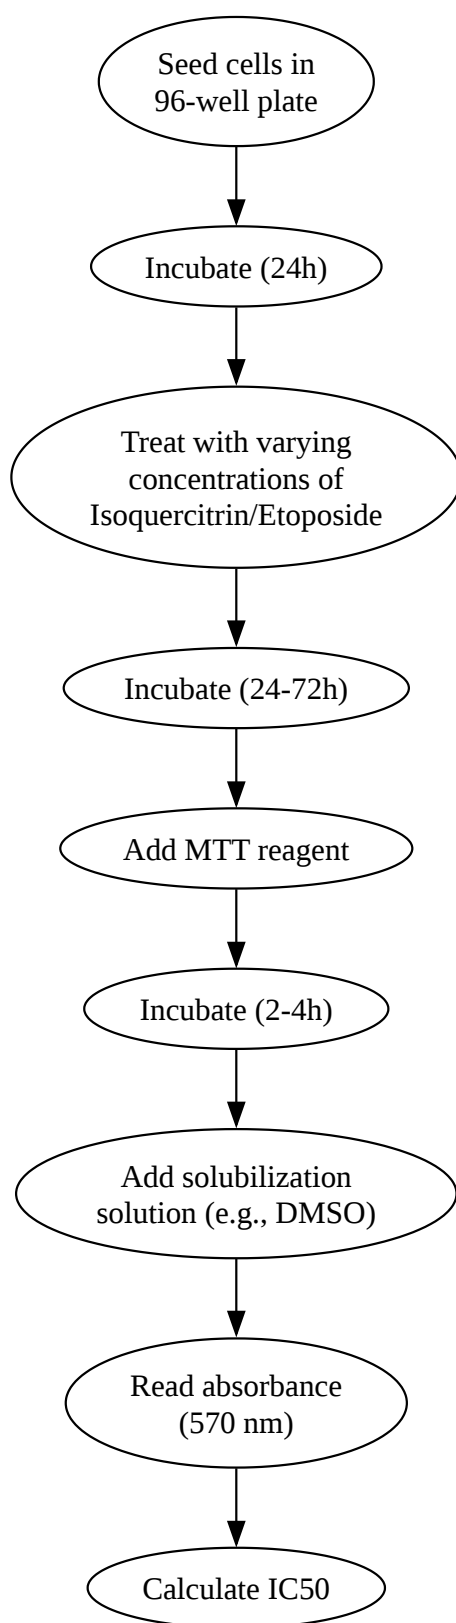 Seed cells in
96-well plate
Incubate (24h)
Treat with varying
concentrations of
Isoquercitrin/Etoposide
Incubate (24-72h)
Add MTT reagent
Incubate (2-4h)
Add solubilization
solution (e.g., DMSO)
Read absorbance
(570 nm)
Calculate IC50